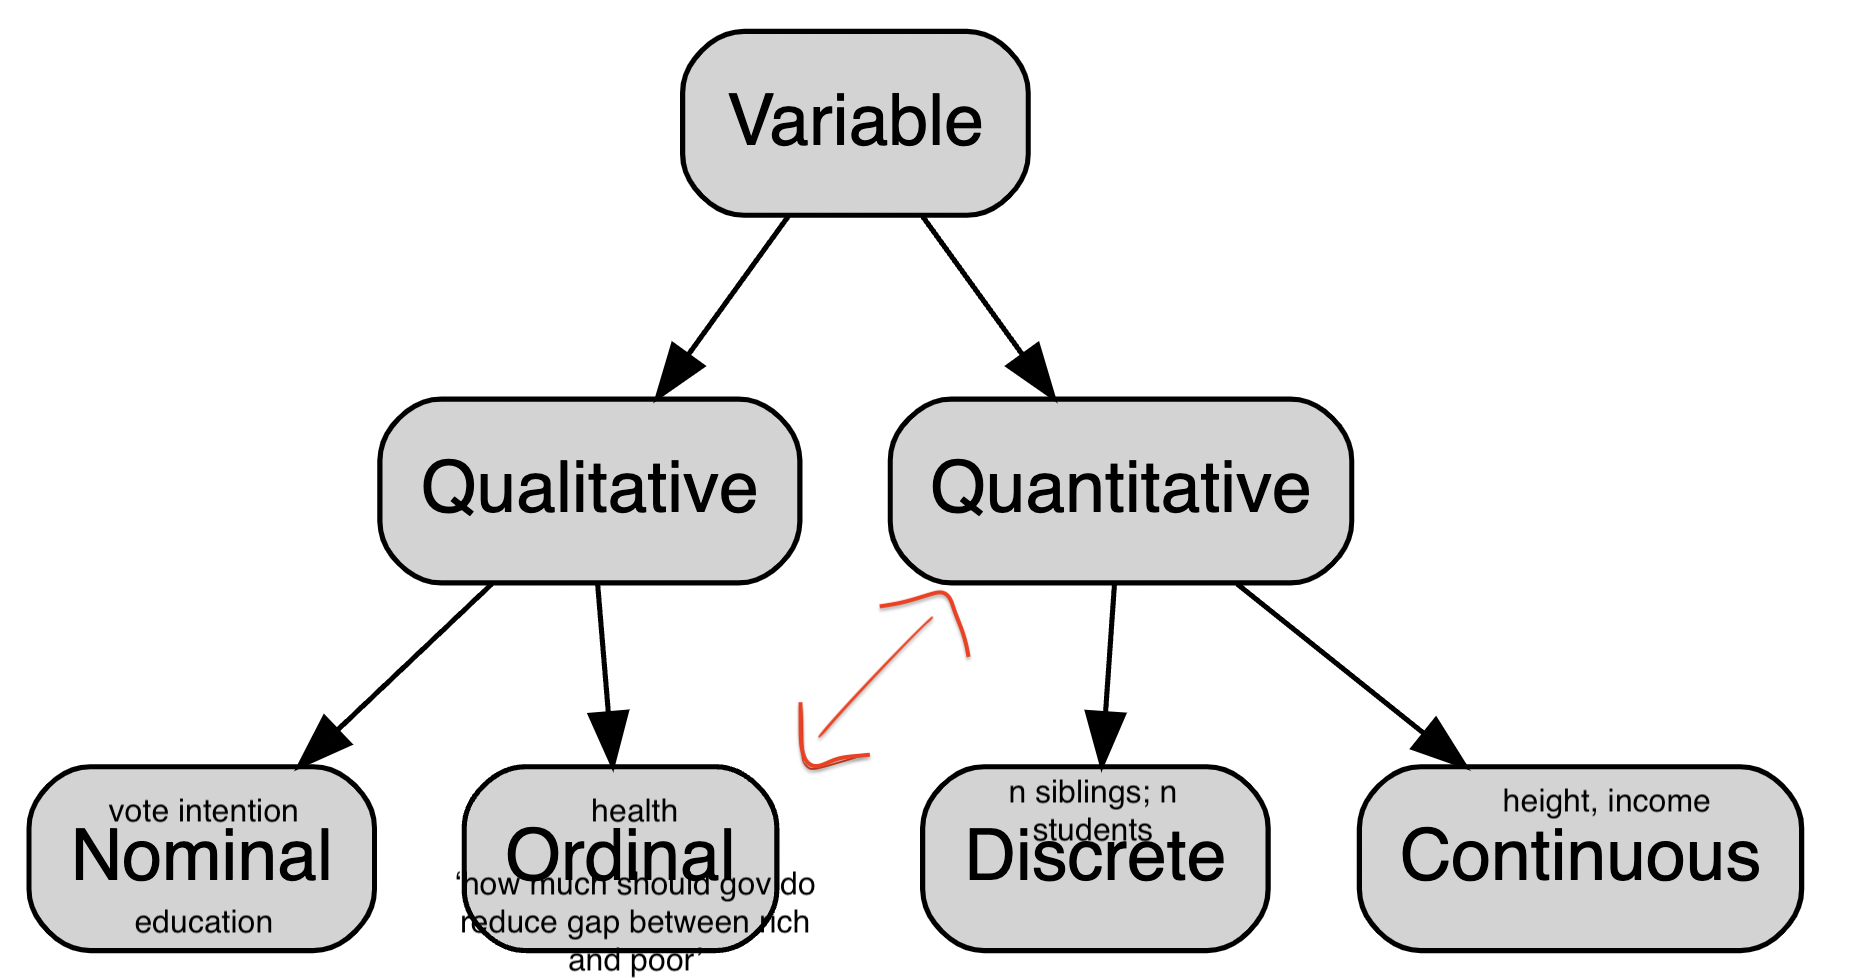 Variable
Qualitative
Quantitative
vote intention
Nominal
education
health
Ordinal
‘how much should gov do
reduce gap between rich
and poor’
n siblings; n
students
Discrete
height, income
Continuous